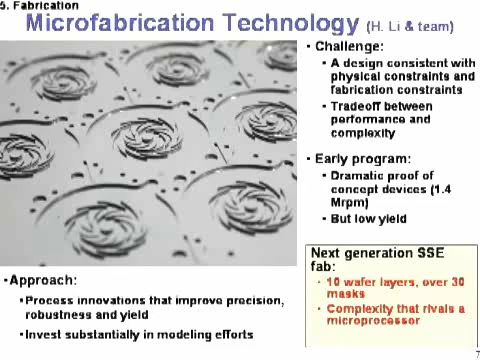 5. Fabrication
Microfabrication Technology (H. Li & team)
• Challenge:
• A design consistent with
physical constraints and
fabrication constraints
• Tradeoff between
performance and
complexity
• Early program:
• Dramatic proof of
concept devices (1.4
Mrpm)
• But low yield
Next generation SSE
fab:
• 10 wafer layers, over 30
masks
• Complexity that rivals a
microprocessor
•Approach:
•Process innovations that improve precision,
robustness and yield
•Invest substantially in modeling efforts
7